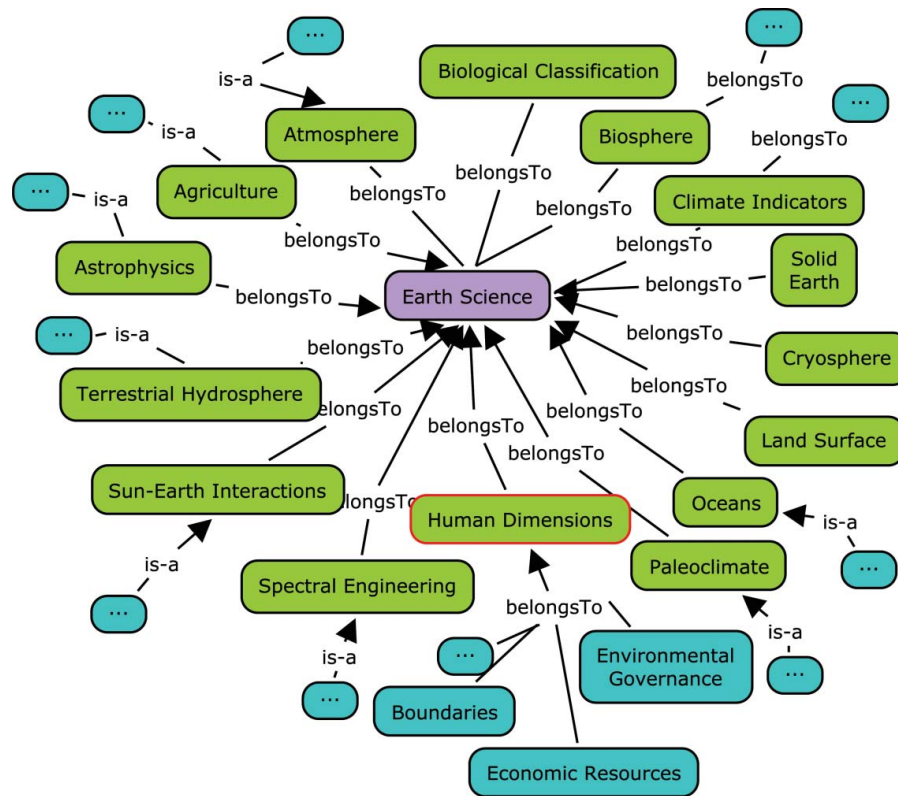 ...
...
Biological Classification
is-a
belongsTo
...
...
Atmosphere
Biosphere
is-a
belongsTo
...
belongsTo
Agriculture
is-a
belongsTo
belongsTo
Climate Indicators
belongsTo
belongsTo
Solid
Earth
Astrophysics
Earth Science
belongsTo
belongsTo
...
is-a
belongsTo
belongsTo
Cryosphere
Terrestrial Hydrosphere
belongsTo
belongsTo
belongsTo
belongsTo
Land Surface
belongsTo
Sun-Earth Interactions
elongsTo
Oceans
Human Dimensions
is-a
is-a
Paleoclimate
...
Spectral Engineering
...
belongsTo
is-a
is-a
...
Environmental
Governance
...
...
Boundaries
Economic Resources